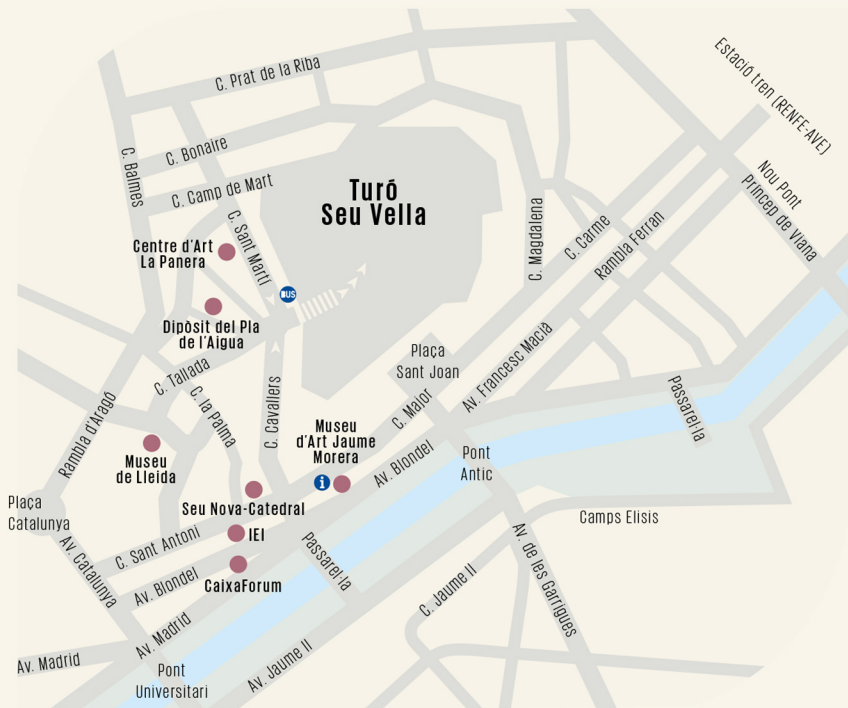 C. Prat de la Riba
Estació tren (RENFE-AVE)
C. Balmes
C. Bonaire
C. Camp de Mart
Turó
Seu Vella
Nou Pont
Príncep de Viana
C. Sant Martí
C. Magdalena
C. Carme
Rambla Ferran
Centre d'Art
La Panera
BUS
Dipòsit del Pla
de l'Aigua
Plaça
Sant Joan
Av. Francesc Macià
C. Tallada
C. la Palma
C. Cavallers
C. Major
Passarel·la
Rambla d'Aragó
Museu
d'Art Jaume
Morera
Museu
de Lleida
Av. Blondel
Pont
Antic
i
Plaça
Catalunya
Seu Nova-Catedral
Camps Elisis
C. Sant Antoni
IEI
Passarel·la
Av. de les Garrigues
Av. Catalunya
Av. Blondel
CaixaForum
C. Jaume II
Av. Madrid
Av. Madrid
Pont
Universitari
Av. Jaume II